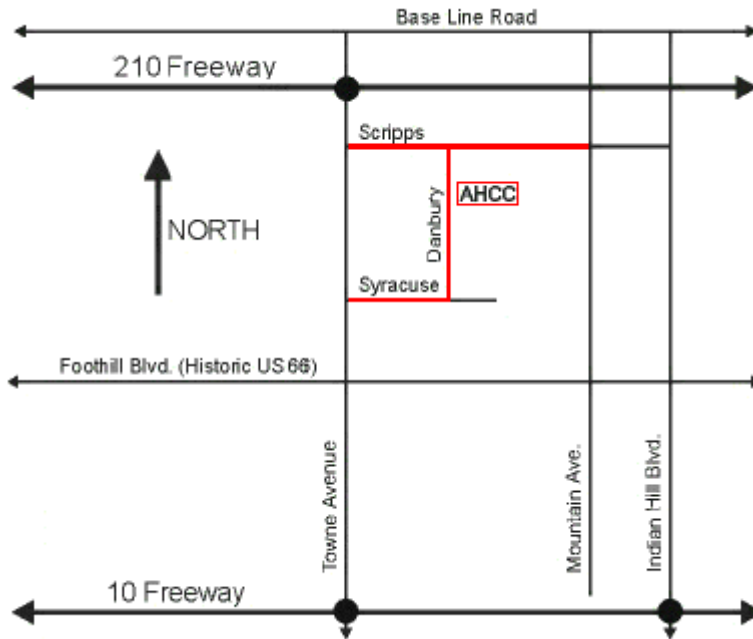 Base Line Road
210 Freeway
Scripps
AHCC
Danbury
NORTH
Syracuse
Foothill Blvd. (Historic US 66)
Towne Avenue
Mountain Ave.
Indian Hill Blvd.
10 Freeway